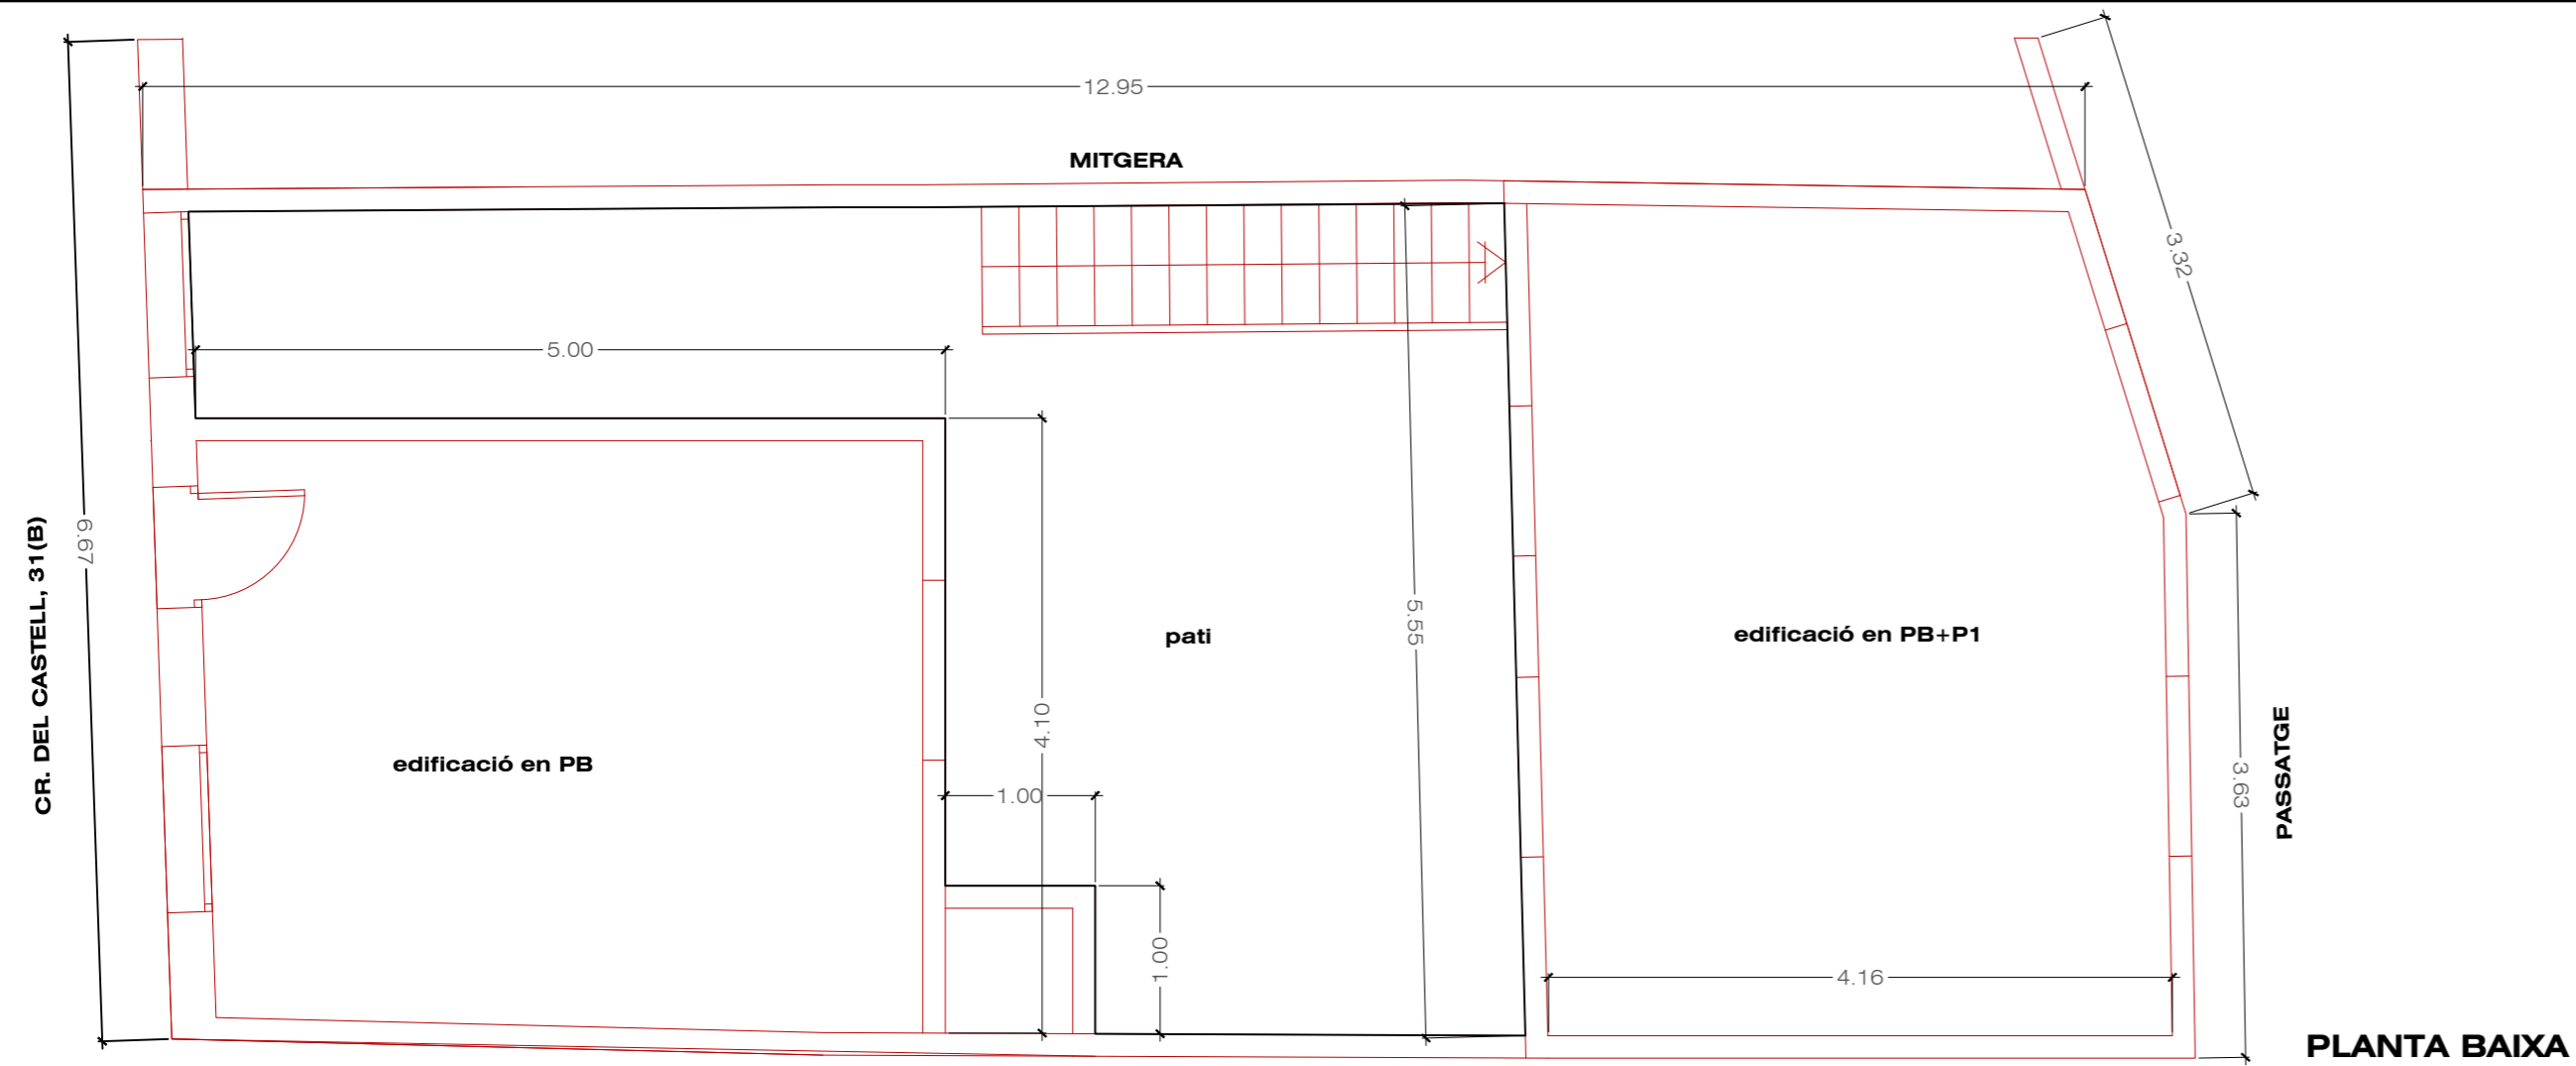 12.95
MITGERA
3.32
5.00
CR. DEL CASTELL, 31(B)
6.67
5.55
pati
edificació en PB+P1
4.10
edificació en PB
1.00
3.63
PASSATGE
1.00
4.16
PLANTA BAIXA